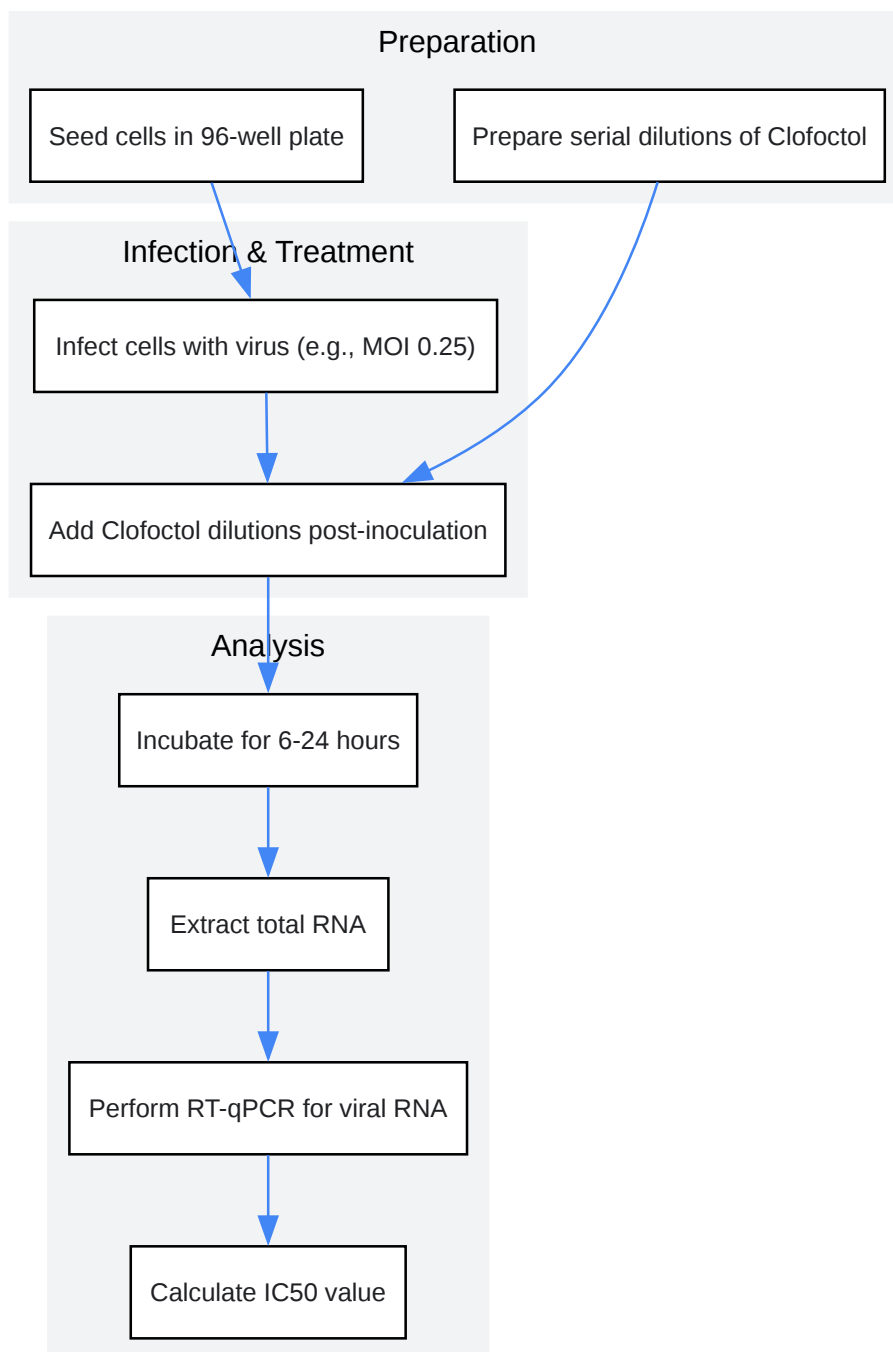 Preparation
Seed cells in 96-well plate
Prepare serial dilutions of Clofoctol
Infection & Treatment
Infect cells with virus (e.g., MOI 0.25)
Add Clofoctol dilutions post-inoculation
Analysis
Incubate for 6-24 hours
Extract total RNA
Perform RT-qPCR for viral RNA
Calculate IC50 value